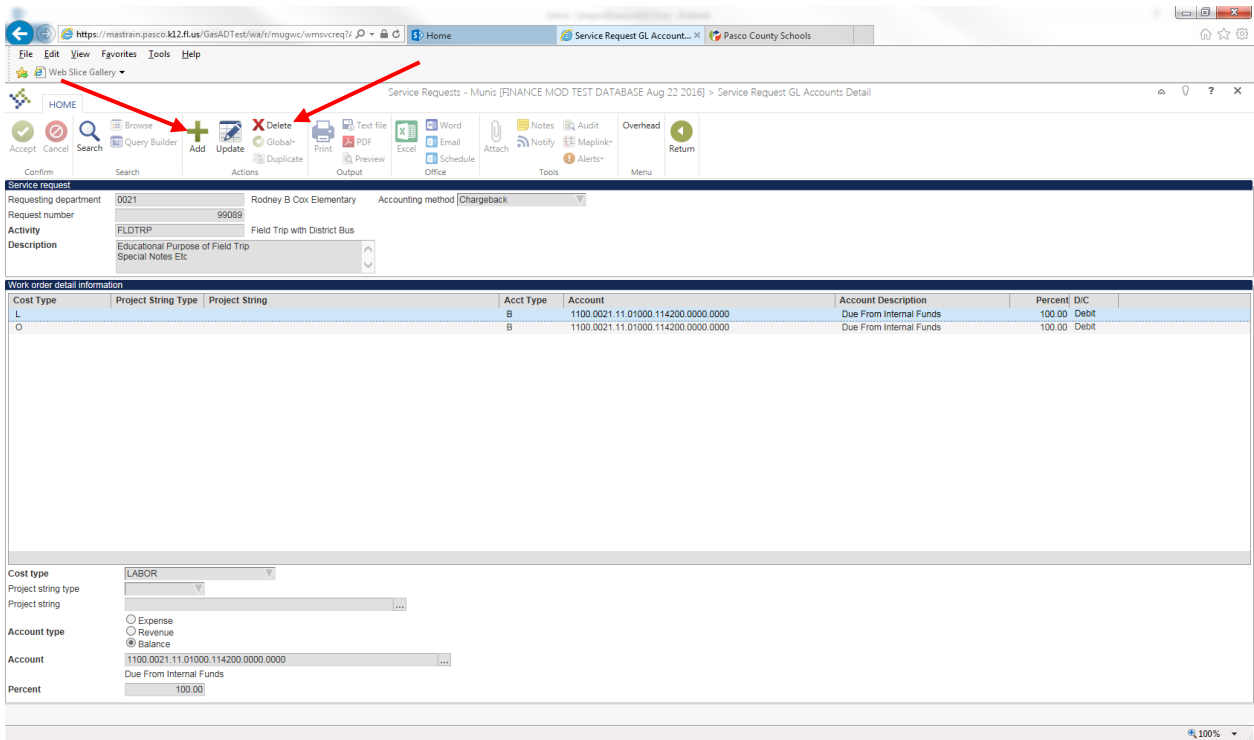 https://mastrain.pasco.k12.fl.us/GasADTest/wa/r/mugwc/wmsvcreq?
Home
Service Request GL Account... ×
Pasco County Schools
File Edit View Favorites Tools Help
Web Slice Gallery
Service Requests - Munis [FINANCE MOD TEST DATABASE Aug 22 2016] > Service Request GL Accounts Detail
HOME
Accept
Cancel
Search
Browse
Query Builder
Add
Update
Delete
Global
Duplicate
Print
Text file
PDF
Preview
Excel
Word
Email
Schedule
Attach
Notes
Notify
Audit
Maplink
Alerts
Overhead
Return
Confirm Search Actions Output Office Tools Menu
Service request
Requesting department 0021 Rodney B Cox Elementary Accounting method Chargeback
Request number 99089
Activity FLDTRP Field Trip with District Bus
Description Educational Purpose of Field Trip
Special Notes Etc
Work order detail information
Cost Type Project String Type Project String Acct Type Account Account Description Percent D/C
L B 1100.0021.11.01000.114200.0000.0000 Due From Internal Funds 100.00 Debit
O B 1100.0021.11.01000.114200.0000.0000 Due From Internal Funds 100.00 Debit
Cost type LABOR
Project string type
Project string ...
Expense
Account type Revenue
Balance
Account 1100.0021.11.01000.114200.0000.0000 ...
Due From Internal Funds
Percent 100.00
100%